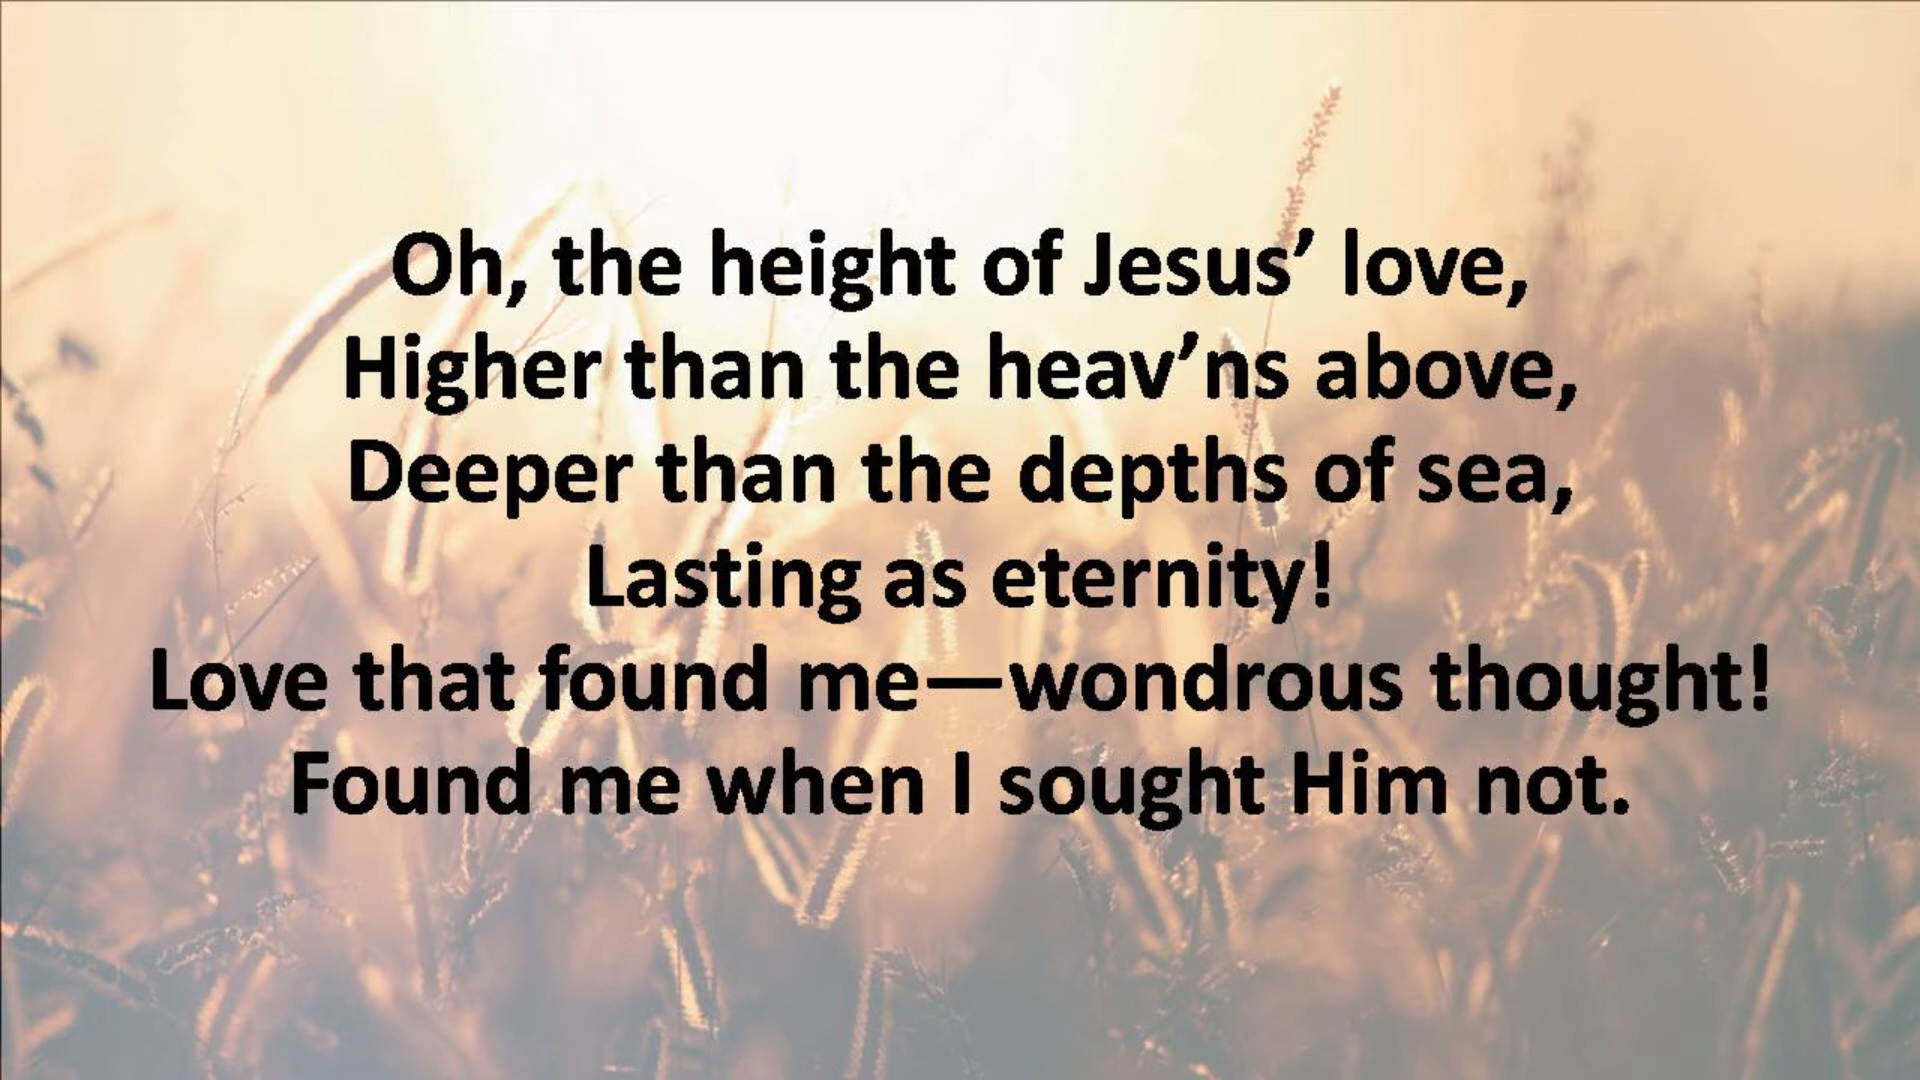 Oh, the height of Jesus’ love,
Higher than the heav’ns above,
Deeper than the depths of sea,
Lasting as eternity!
Love that found me—wondrous thought!
Found me when I sought Him not.